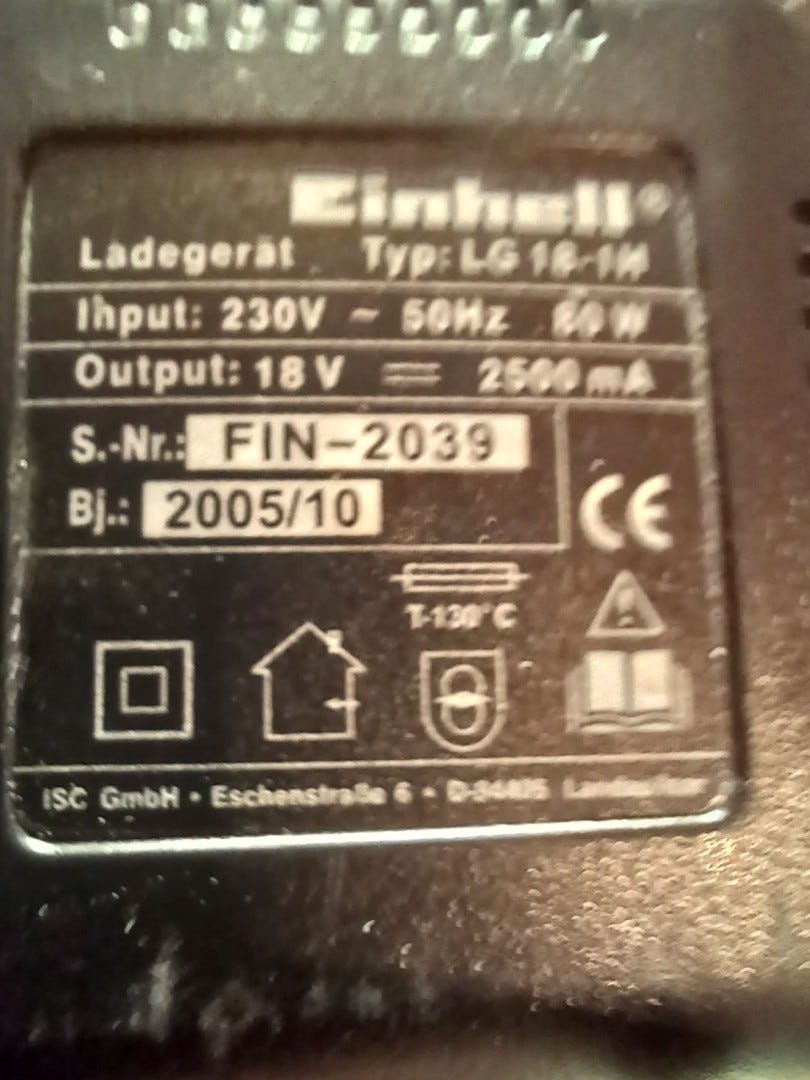 Einhell®
Ladegerät Typ: LG 18-1H
Input: 230V ~ 50Hz 60 W
Output: 18 V 2500 mA
S.-Nr.: FIN-2039
Bj.: 2005/10
CE
T-130°C
ISC GmbH • Eschenstraße 6 •